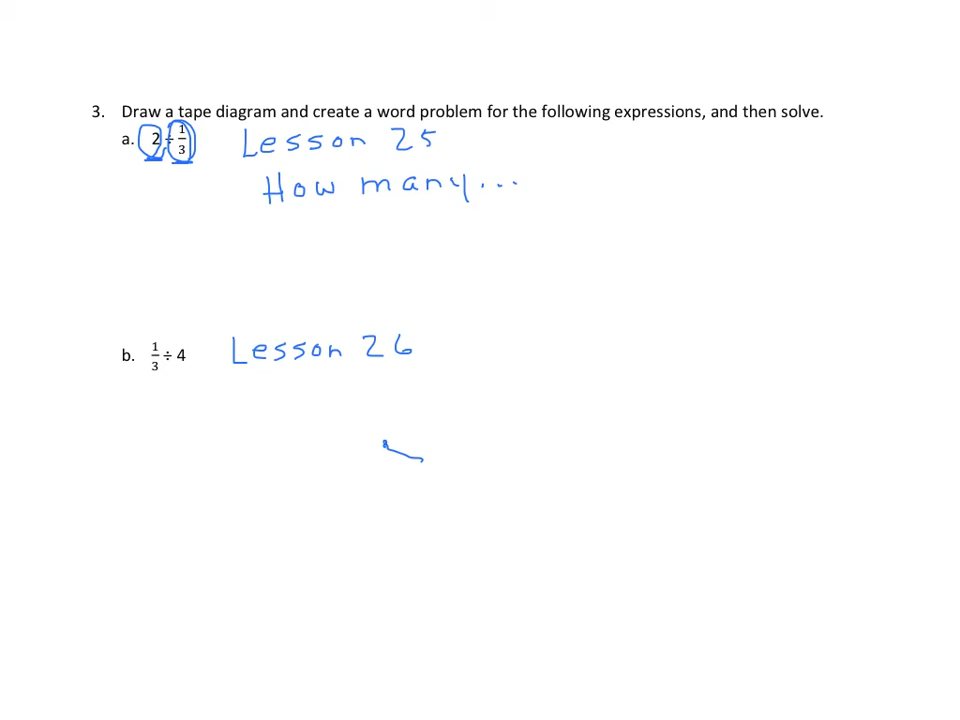 3. Draw a tape diagram and create a word problem for the following expressions, and then solve.
a. 2 ÷ 1/3 Lesson 25
How many...
b. 1/3 ÷ 4 Lesson 26